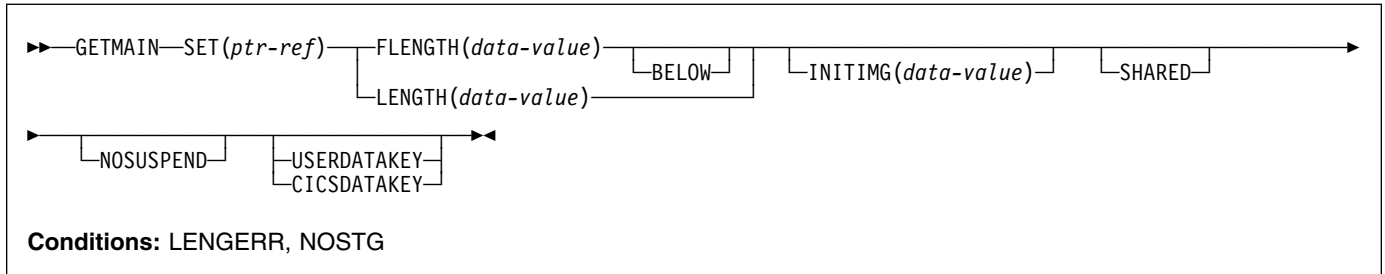 GETMAIN SET(ptr-ref) FLENGTH(data-value)
BELOW INITIMG(data-value) SHARED
LENGTH(data-value)
NOSUSPEND USERDATAKEY
CICSDATAKEY
Conditions: LENGERR, NOSTG